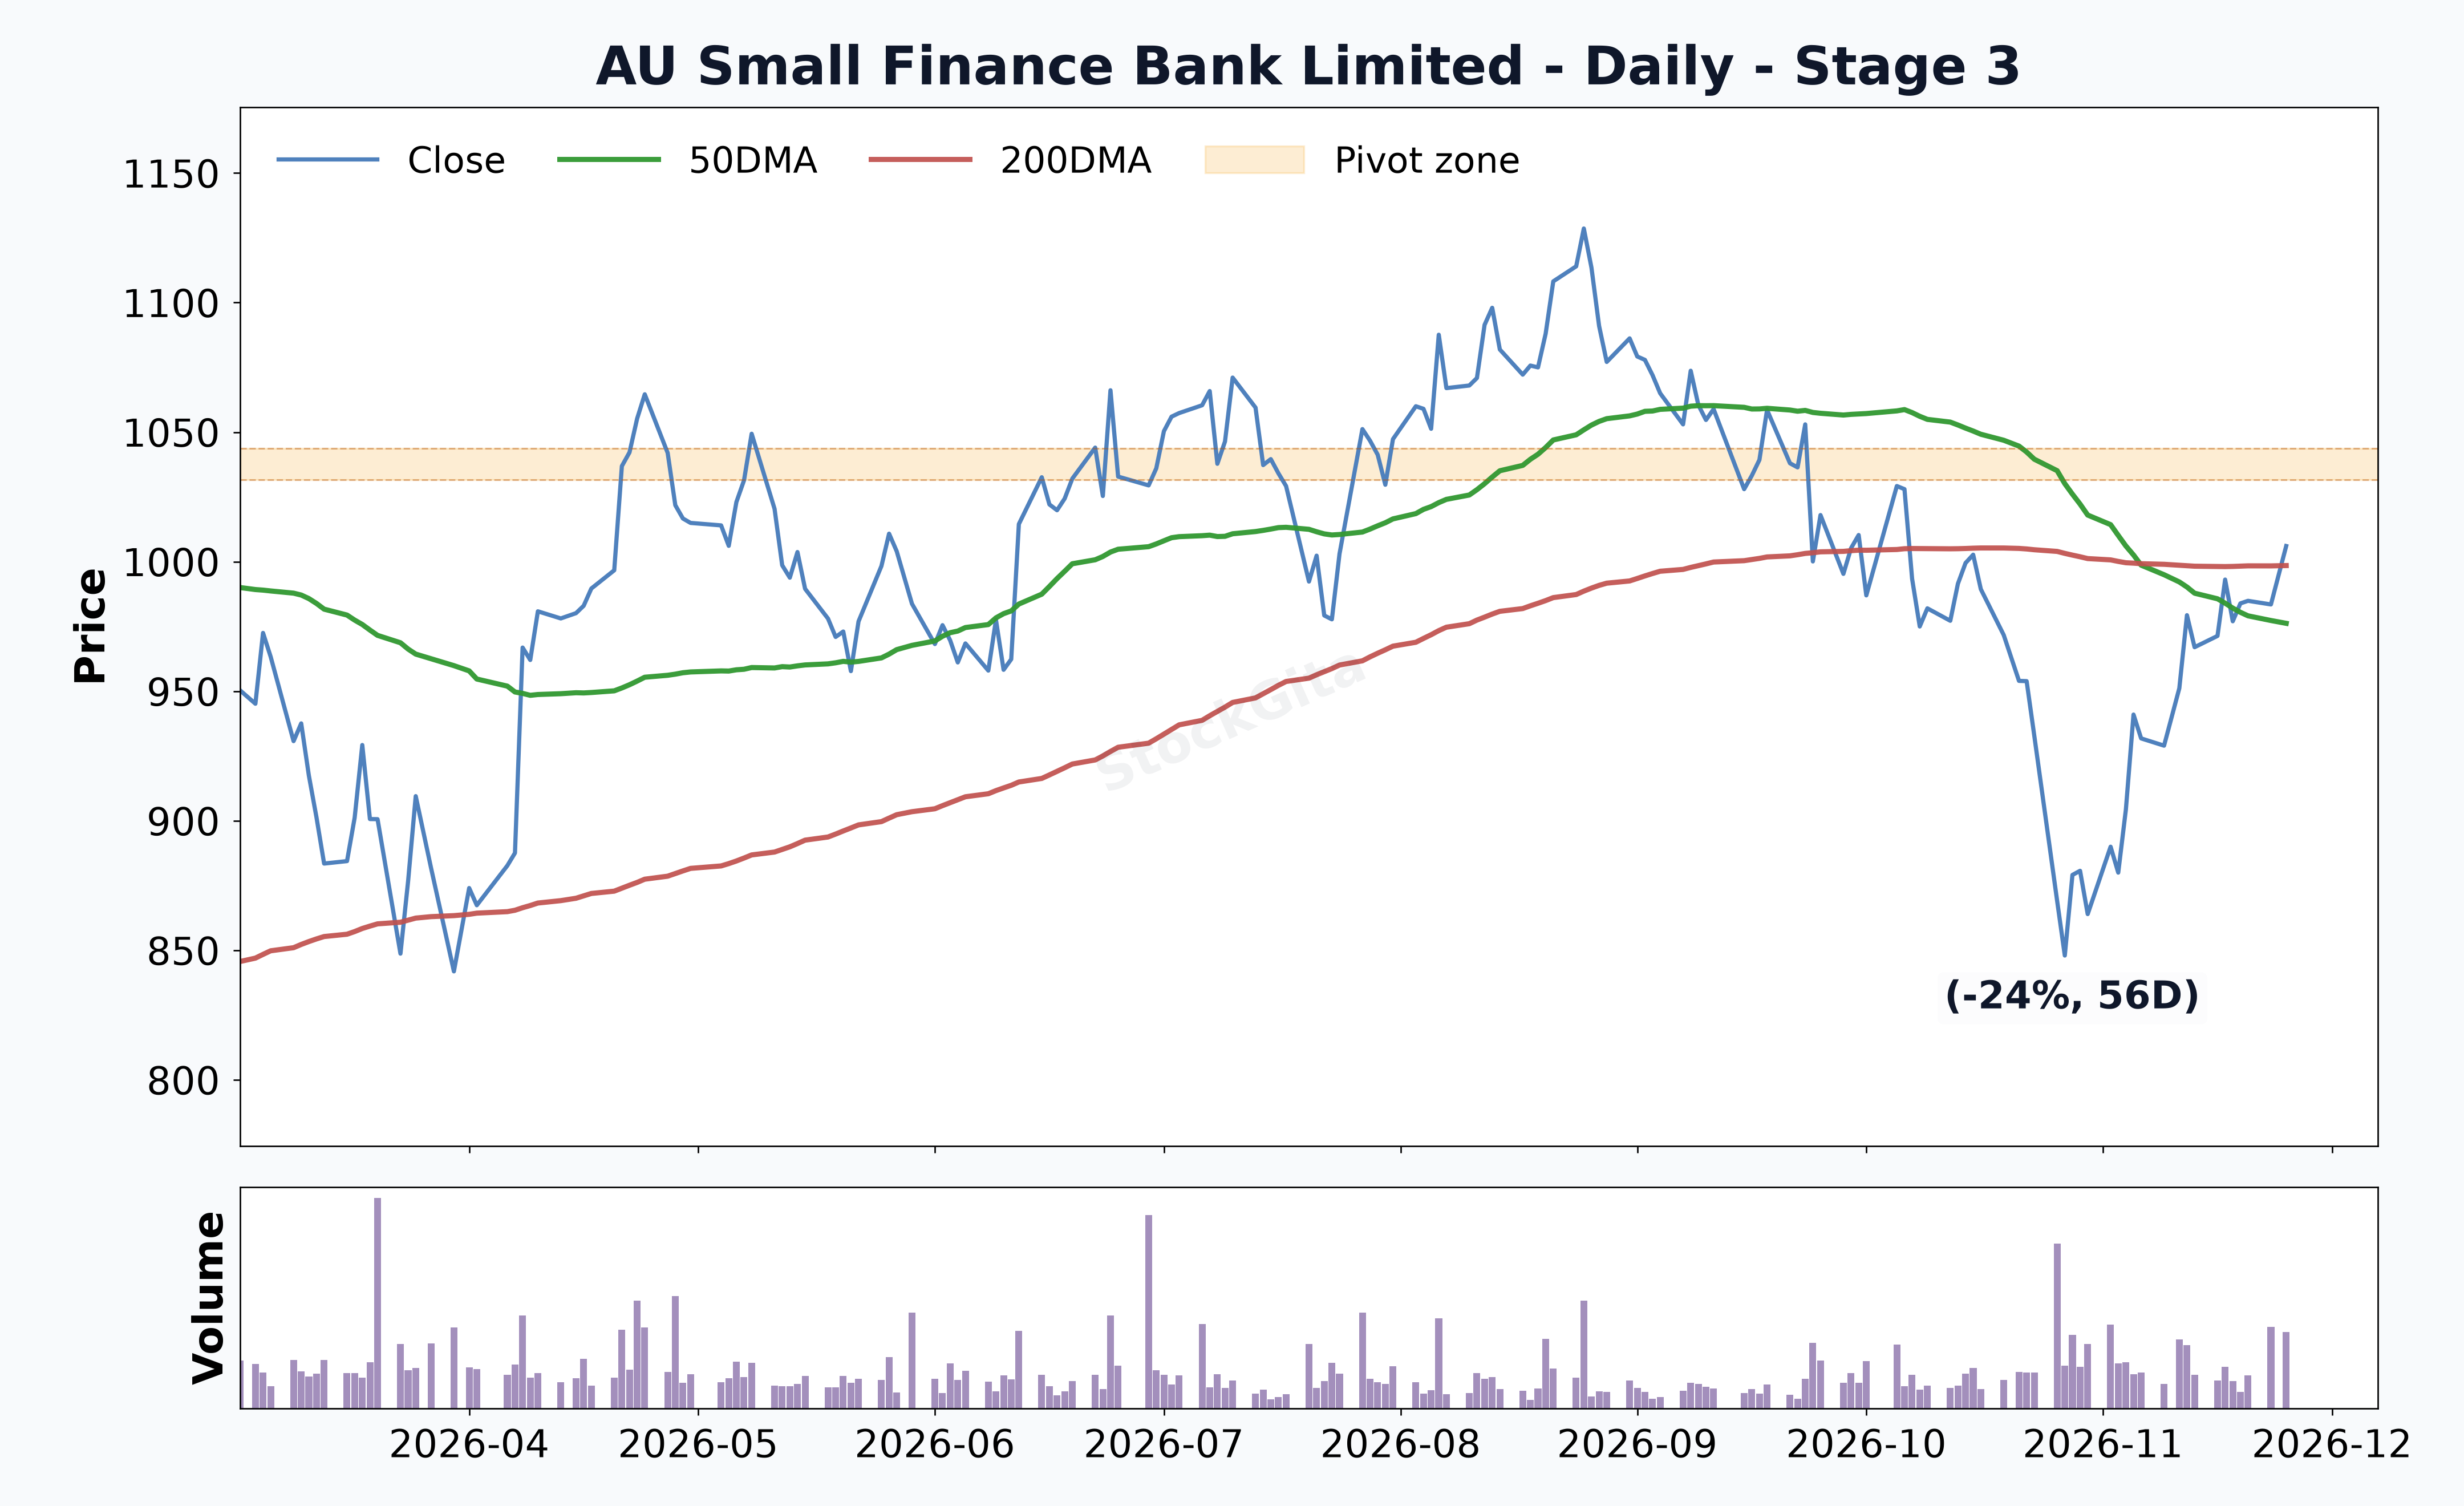 AU Small Finance Bank Limited - Daily - Stage 3
Close 50DMA 200DMA Pivot zone
Price
1150
1100
1050
1000
950
900
850
800
StockGita
(-24%, 56D)
Volume
2026-04 2026-05 2026-06 2026-07 2026-08 2026-09 2026-10 2026-11 2026-12